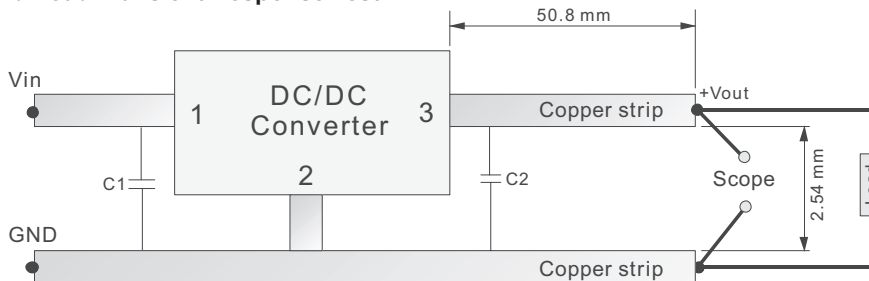 50.8 mm
Vin
+Vout
DC/DC
Converter
1
3
Copper strip
2
C1
C2
Scope
2.54 mm
GND
Copper strip